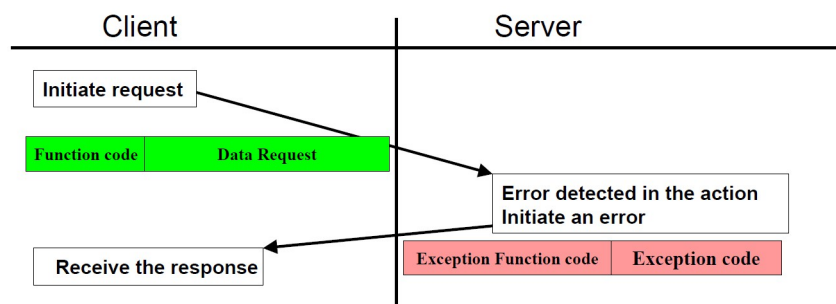 Client
Server
Initiate request
Function code
Data Request
Error detected in the action
Initiate an error
Receive the response
Exception Function code
Exception code